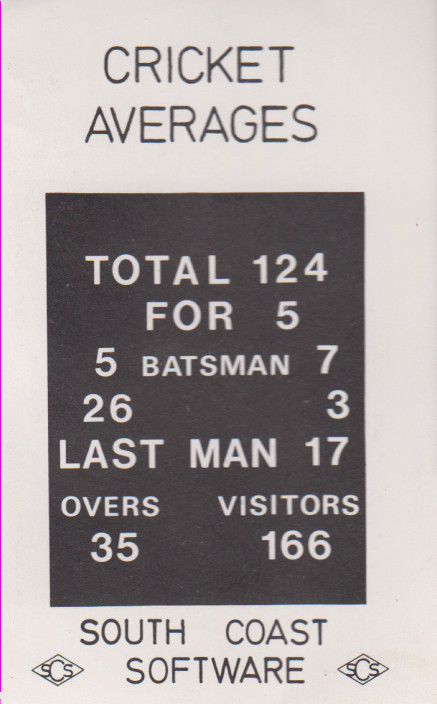 CRICKET
AVERAGES
TOTAL 124
FOR 5
5 BATSMAN 7
26 3
LAST MAN 17
OVERS VISITORS
35 166
SOUTH COAST
SCS SOFTWARE SCS